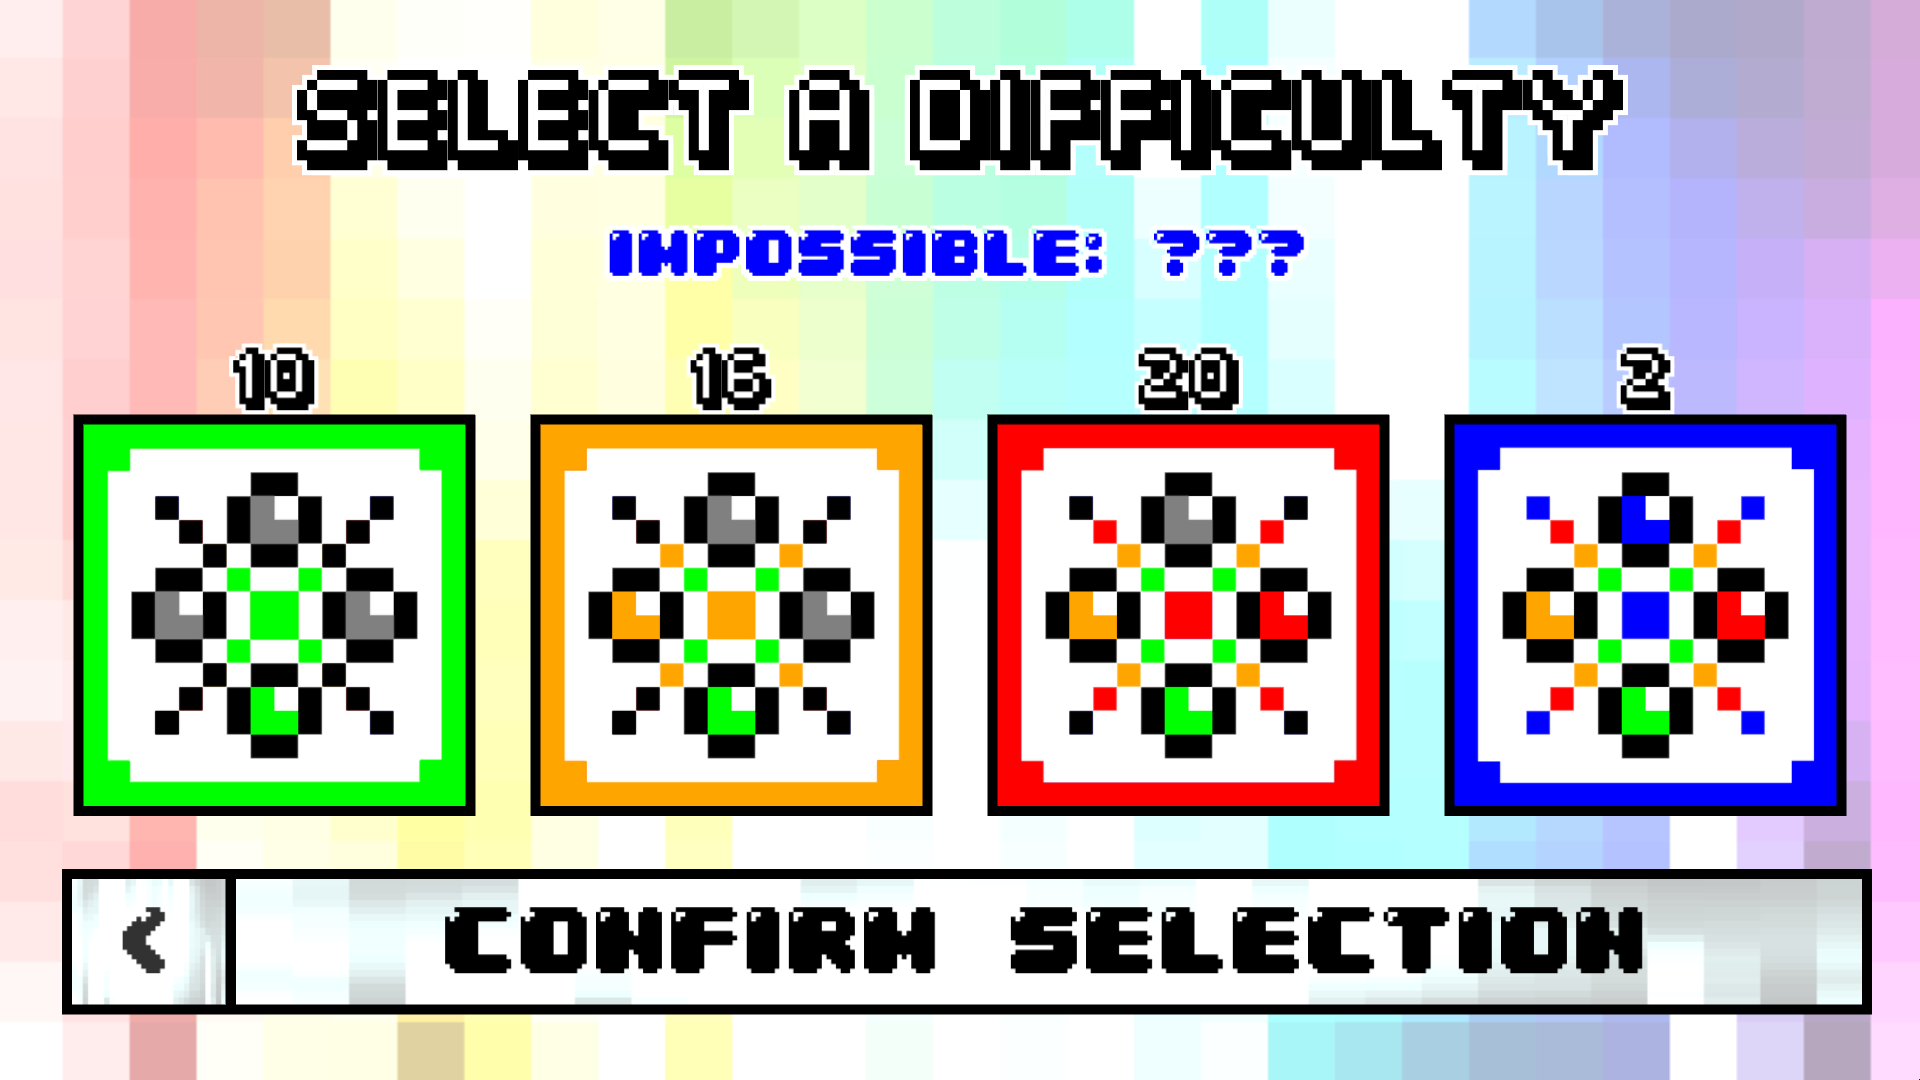 SELECT A DIFFICULTY
IMPOSSIBLE: ???
10 16 20 2
<
CONFIRM SELECTION